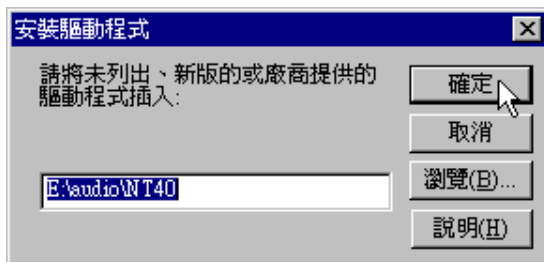 安裝驅動程式
請將未列出、新版的或廠商提供的
驅動程式插入:
E:\audio\NT40
確定
取消
瀏覽(B)...
說明(H)